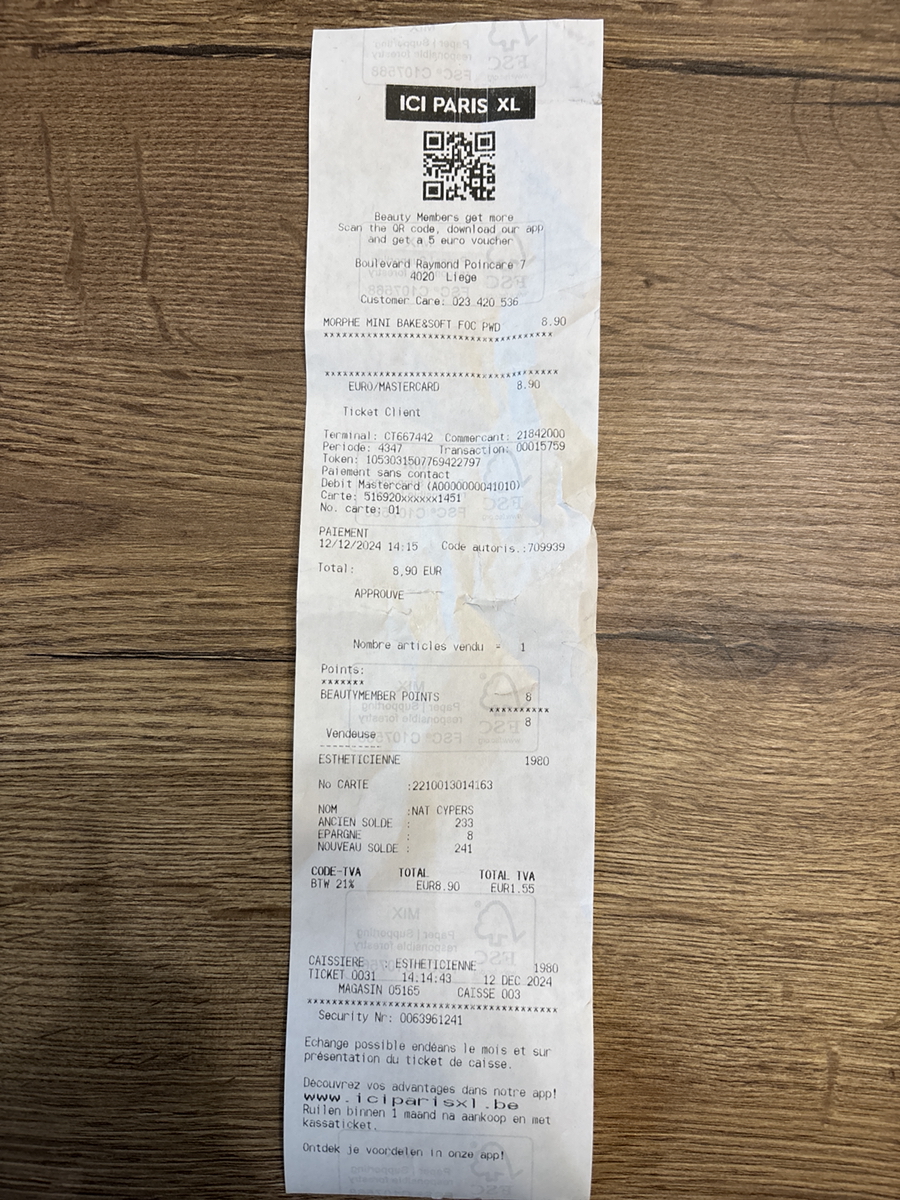 ICI PARIS XL
Beauty Members get more
Scan the QR code, download our app
and get a 5 euro voucher
Boulevard Raymond Poincare 7
4020 Liege
Customer Care: 023 420 536
MORPHE MINI BAKE&SOFT FOC PWD 8.90
***************************************
***************************************
EURO/MASTERCARD 8.90
Ticket Client
Terminal: CT667442 Commercant: 21842000
Periode: 4347 Transaction: 00015759
Token: 1053031507769422797
Paiement sans contact
Debit Mastercard (A0000000041010)
Carte: 516920xxxxxx1451
No. carte: 01
PAIEMENT
12/12/2024 14:15 Code autoris.:709939
Total: 8,90 EUR
APPROUVE
Nombre articles vendu = 1
Points:
*******
BEAUTYMEMBER POINTS 8
**********
8
Vendeuse
----------
ESTHETICIENNE 1980
No CARTE :2210013014163
NOM :NAT CYPERS
ANCIEN SOLDE : 233
EPARGNE : 8
NOUVEAU SOLDE : 241
CODE-TVA TOTAL TOTAL TVA
BTW 21% EUR8.90 EUR1.55
CAISSIERE : ESTHETICIENNE 1980
TICKET 0031 14:14:43 12 DEC 2024
MAGASIN 05165 CAISSE 003
******************************************
Security Nr: 0063961241
Echange possible endéans le mois et sur
présentation du ticket de caisse.
Découvrez vos advantages dans notre app!
www.iciparisxl.be
Ruilen binnen 1 maand na aankoop en met
kassaticket.
Ontdek je voordelen in onze app!